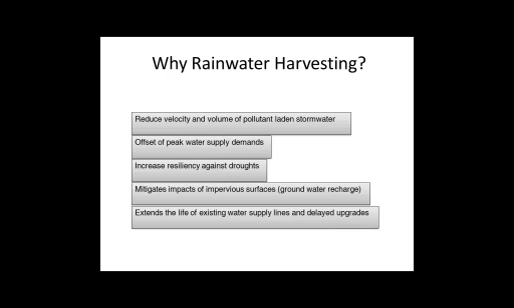 Why Rainwater Harvesting?
Reduce velocity and volume of pollutant laden stormwater
Offset of peak water supply demands
Increase resiliency against droughts
Mitigates impacts of impervious surfaces (ground water recharge)
Extends the life of existing water supply lines and delayed upgrades